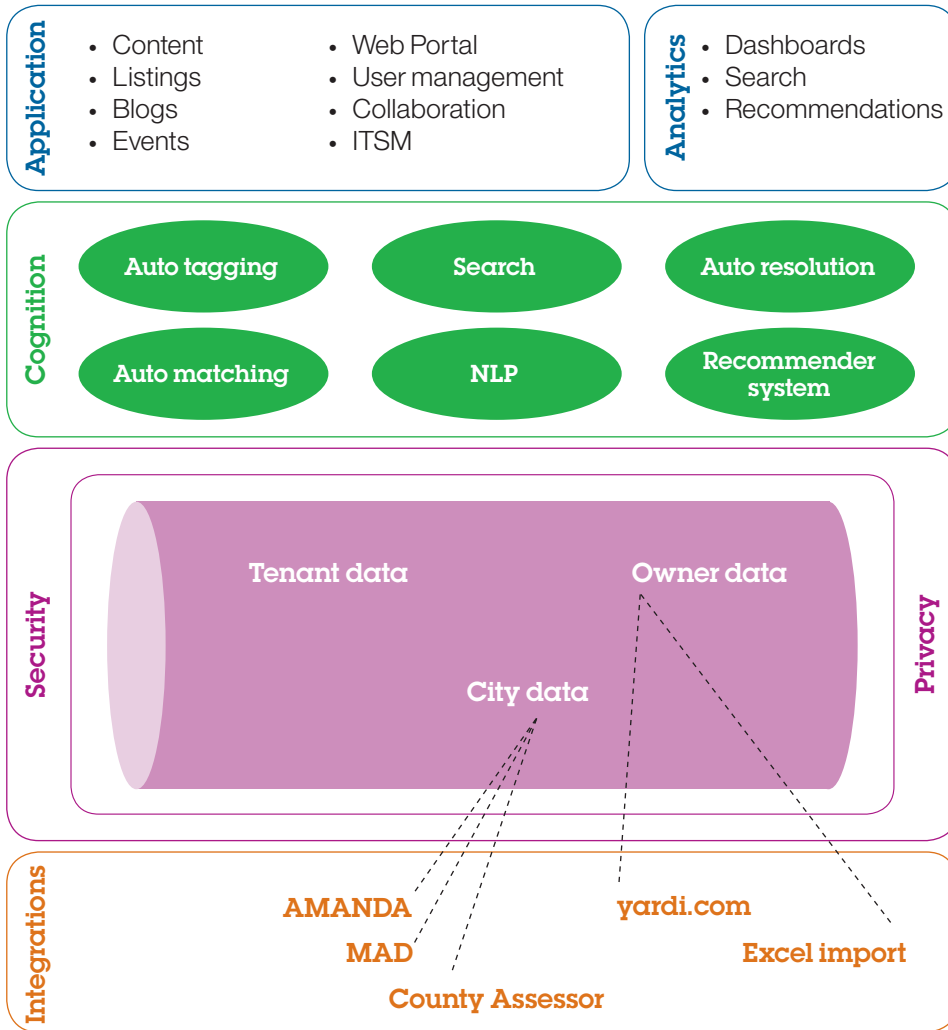 Application
• Content
• Listings
• Blogs
• Events
• Web Portal
• User management
• Collaboration
• ITSM
Analytics
• Dashboards
• Search
• Recommendations
Cognition
Auto tagging
Search
Auto resolution
Auto matching
NLP
Recommender
system
Security
Tenant data
Owner data
City data
Privacy
Integrations
AMANDA
MAD
County Assessor
yardi.com
Excel import